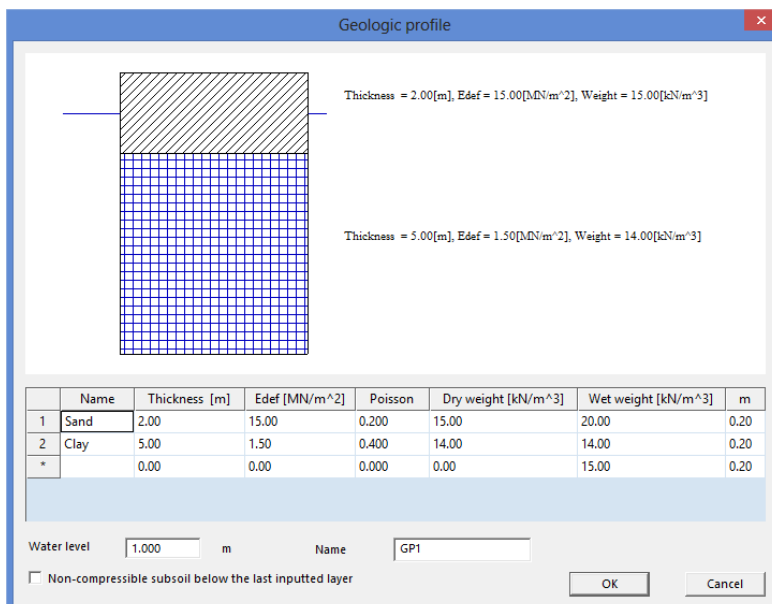 Geologic profile
Thickness = 2.00[m], Edef = 15.00[MN/m^2], Weight = 15.00[kN/m^3]
Thickness = 5.00[m], Edef = 1.50[MN/m^2], Weight = 14.00[kN/m^3]
Name Thickness [m] Edef [MN/m^2] Poisson Dry weight [kN/m^3] Wet weight [kN/m^3] m
1 Sand 2.00 15.00 0.200 15.00 20.00 0.20
2 Clay 5.00 1.50 0.400 14.00 14.00 0.20
* 0.00 0.00 0.000 0.00 15.00 0.20
Water level 1.000 m Name GP1
Non-compressible subsoil below the last inputted layer
OK Cancel